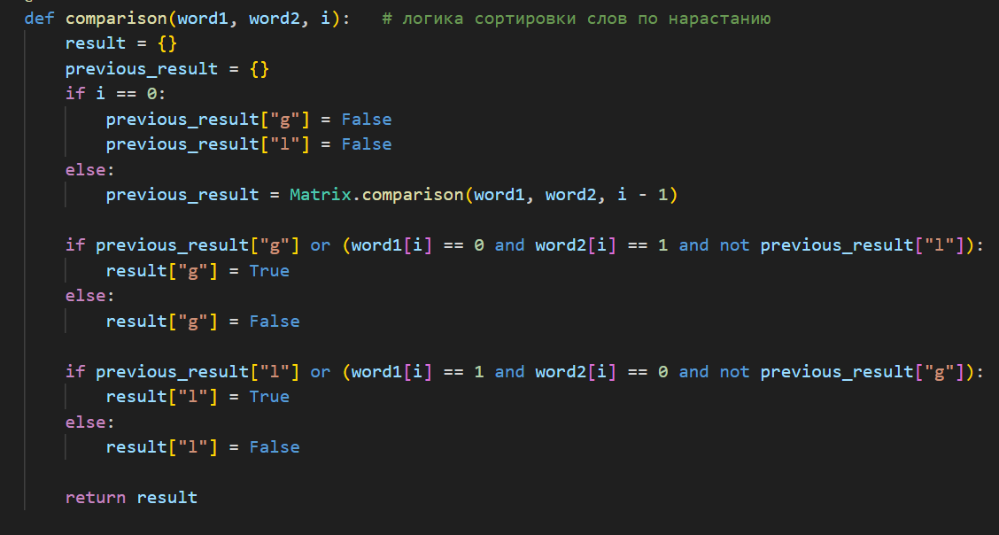 def comparison(word1, word2, i):   # логика сортировки слов по нарастанию
    result = {}
    previous_result = {}
    if i == 0:
        previous_result["g"] = False
        previous_result["l"] = False
    else:
        previous_result = Matrix.comparison(word1, word2, i - 1)

    if previous_result["g"] or (word1[i] == 0 and word2[i] == 1 and not previous_result["l"]):
        result["g"] = True
    else:
        result["g"] = False

    if previous_result["l"] or (word1[i] == 1 and word2[i] == 0 and not previous_result["g"]):
        result["l"] = True
    else:
        result["l"] = False

    return result